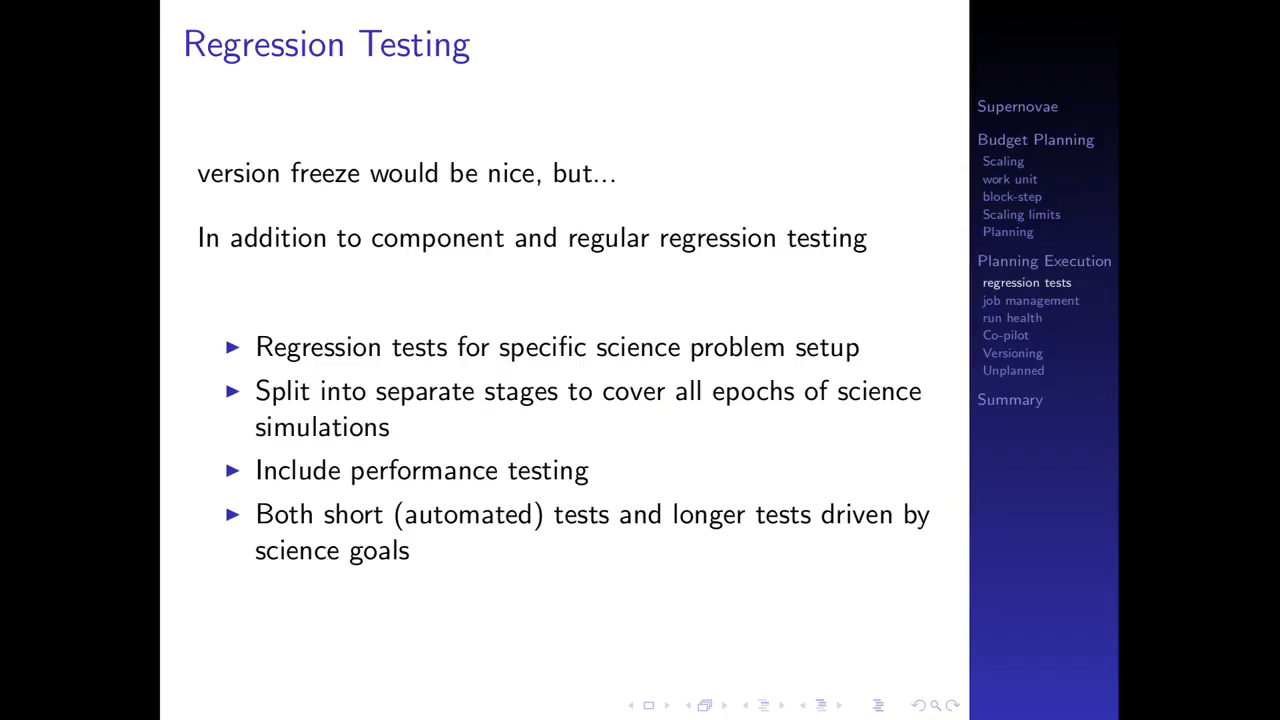 Regression Testing
version freeze would be nice, but...
In addition to component and regular regression testing
Regression tests for specific science problem setup
Split into separate stages to cover all epochs of science
simulations
Include performance testing
Both short (automated) tests and longer tests driven by
science goals
Supernovae
Budget Planning
Scaling
work unit
block-step
Scaling limits
Planning
Planning Execution
regression tests
job management
run health
Co-pilot
Versioning
Unplanned
Summary